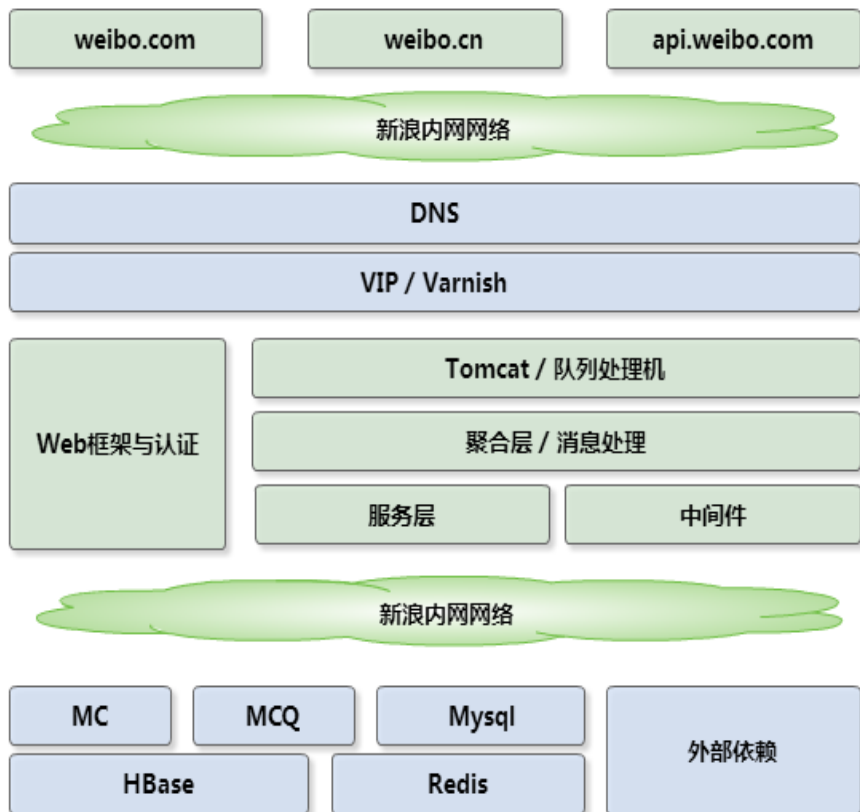 weibo.com
weibo.cn
api.weibo.com
新浪内网网络
DNS
VIP / Varnish
Web框架与认证
Tomcat / 队列处理机
聚合层 / 消息处理
服务层
中间件
新浪内网网络
MC
MCQ
Mysql
外部依赖
HBase
Redis